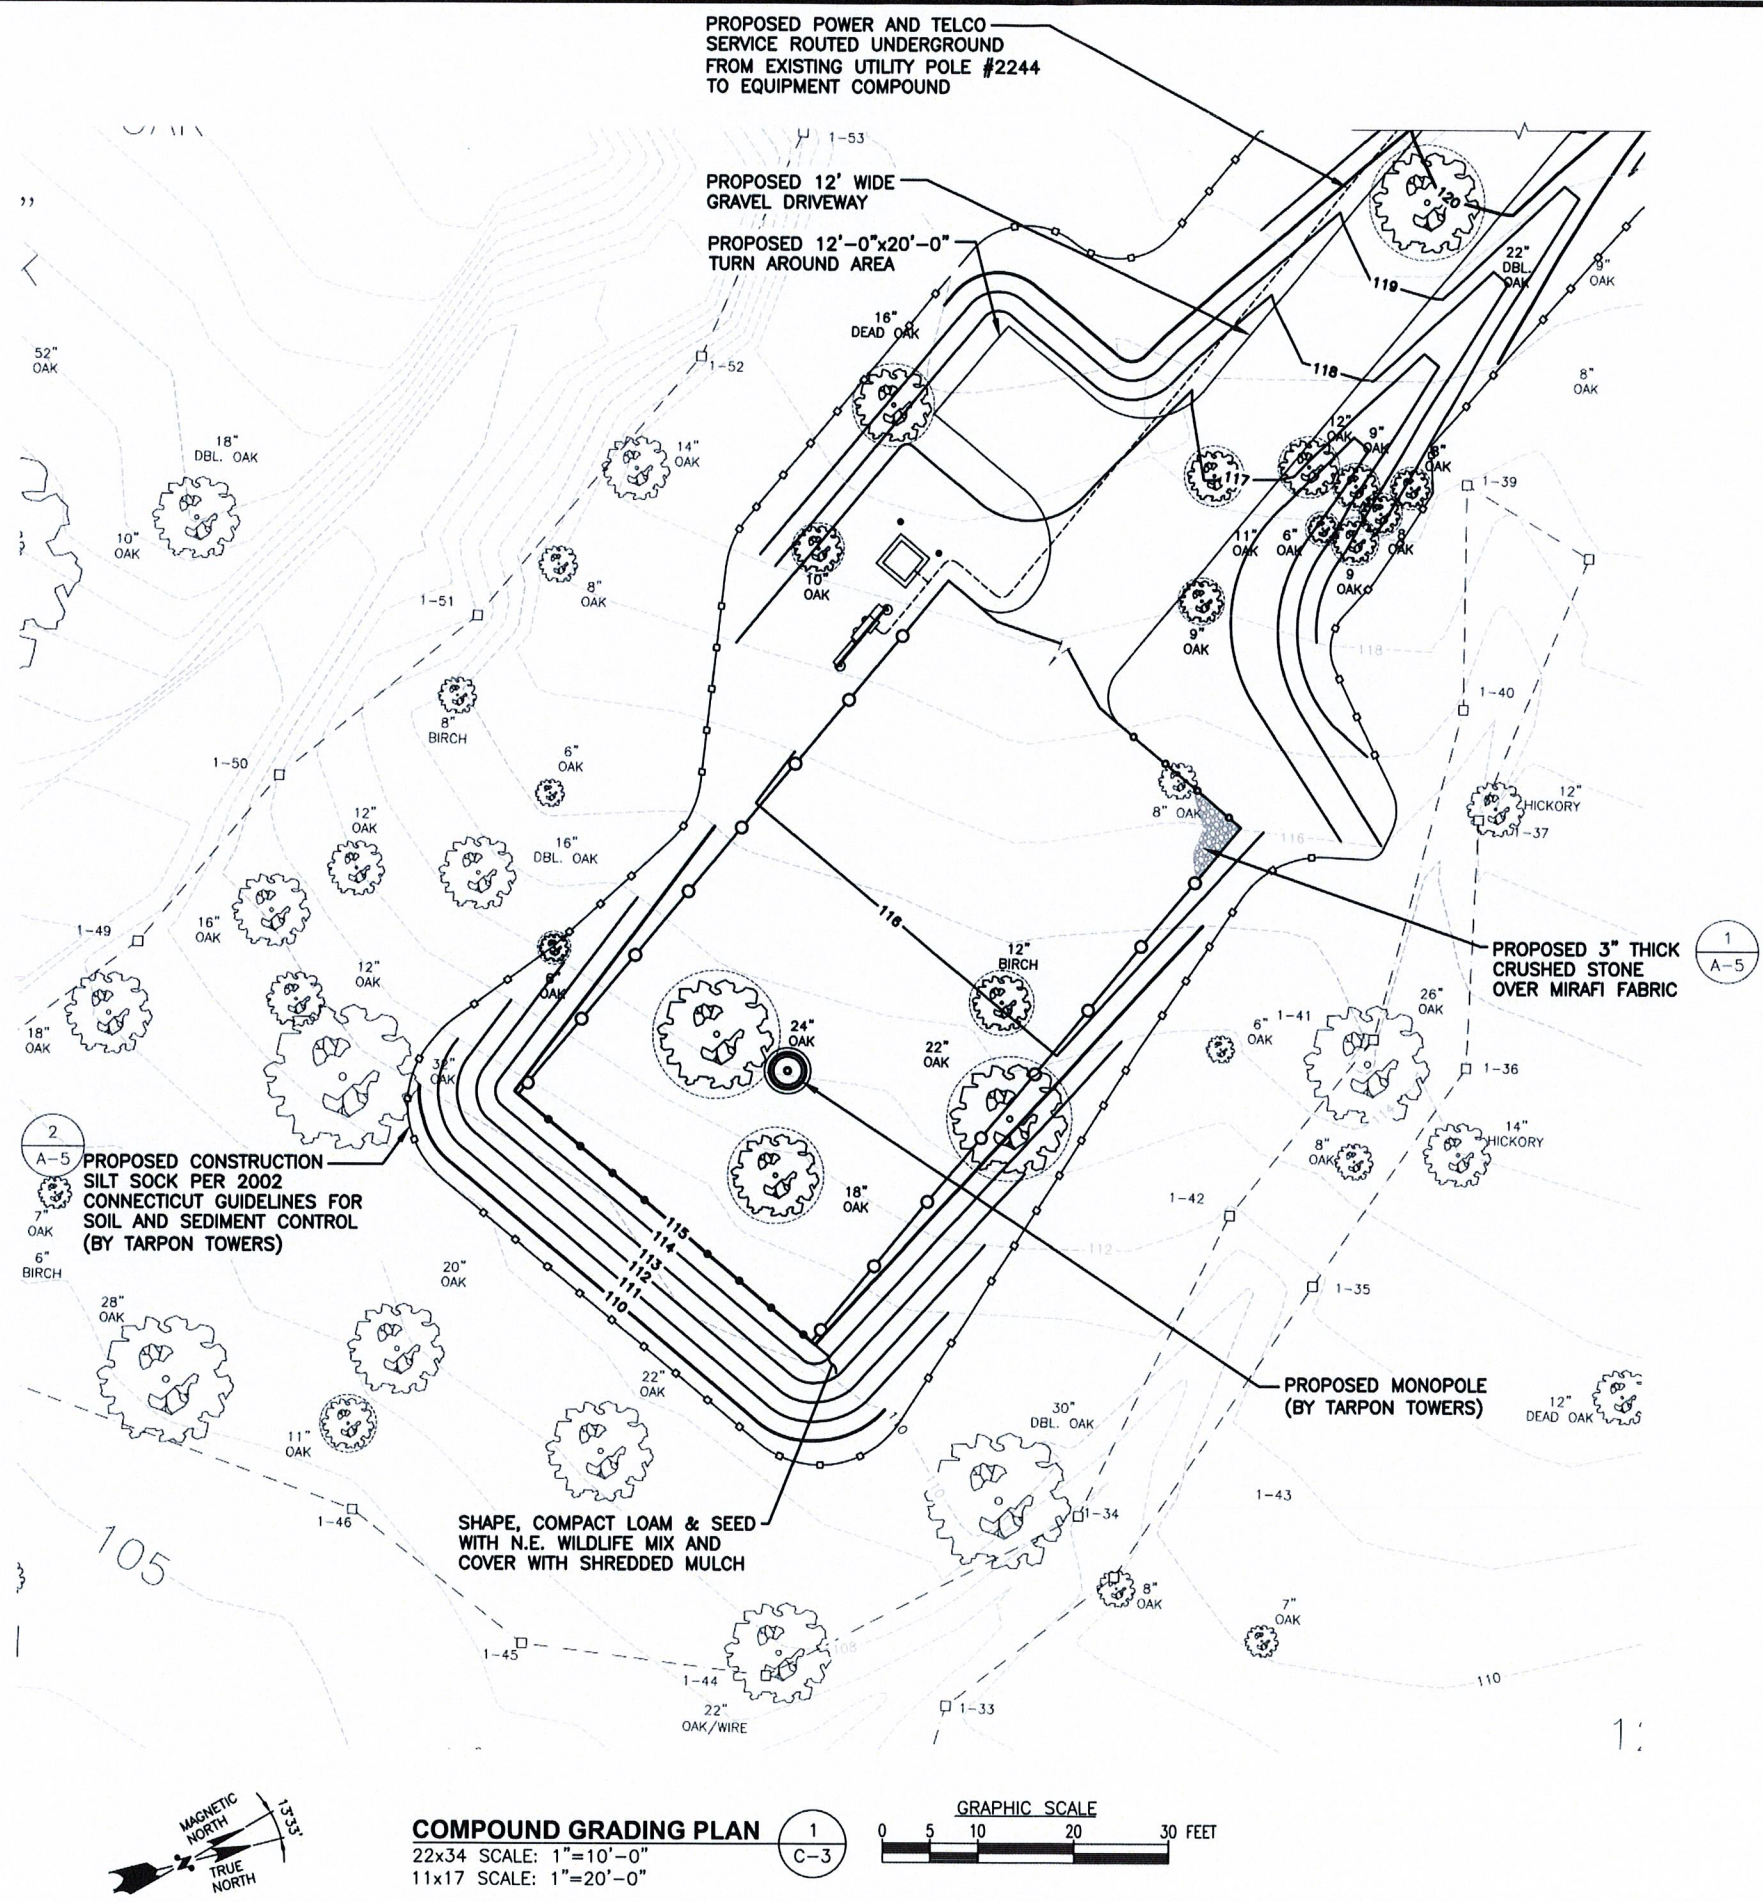 PROPOSED POWER AND TELCO
SERVICE ROUTED UNDERGROUND
FROM EXISTING UTILITY POLE #2244
TO EQUIPMENT COMPOUND
OAK
1-53
PROPOSED 12' WIDE
GRAVEL DRIVEWAY
120
PROPOSED 12'-0"x20'-0"
TURN AROUND AREA
22"
DBL.
OAK
9"
OAK
119
16"
DEAD OAK
52"
OAK
1-52
118
8"
OAK
18"
DBL. OAK
14"
OAK
12"
OAK
9"
OAK
8"
OAK
117
1-39
10"
OAK
11"
OAK
6"
OAK
8
OAK
10"
OAK
8"
OAK
9
OAK
1-51
9"
OAK
118
1-40
8"
BIRCH
6"
OAK
1-50
12"
OAK
16"
DBL. OAK
8" OAK
116
12"
HICKORY
1-37
16"
OAK
1-49
116
12"
BIRCH
PROPOSED 3" THICK
CRUSHED STONE
OVER MIRAFI FABRIC
1
A-5
12"
OAK
OAK
26"
OAK
1-41
18"
OAK
24"
OAK
22"
OAK
6"
OAK
32"
OAK
1-36
114
2
A-5
PROPOSED CONSTRUCTION
SILT SOCK PER 2002
CONNECTICUT GUIDELINES FOR
SOIL AND SEDIMENT CONTROL
(BY TARPON TOWERS)
14"
HICKORY
8"
OAK
7"
OAK
18"
OAK
1-42
115
114
113
112
111
110
112
6"
BIRCH
20"
OAK
1-35
28"
OAK
22"
OAK
PROPOSED MONOPOLE
(BY TARPON TOWERS)
12"
DEAD OAK
30"
DBL. OAK
11"
OAK
110
1-43
1-46
SHAPE, COMPACT LOAM & SEED
WITH N.E. WILDLIFE MIX AND
COVER WITH SHREDDED MULCH
1-34
105
8"
OAK
7"
OAK
1-45
1-44
108
110
22"
OAK/WIRE
1-33
MAGNETIC
NORTH
13°33'
TRUE
NORTH
N
COMPOUND GRADING PLAN
22x34 SCALE: 1"=10'-0"
11x17 SCALE: 1"=20'-0"
1
C-3
GRAPHIC SCALE
0 5 10 20 30 FEET